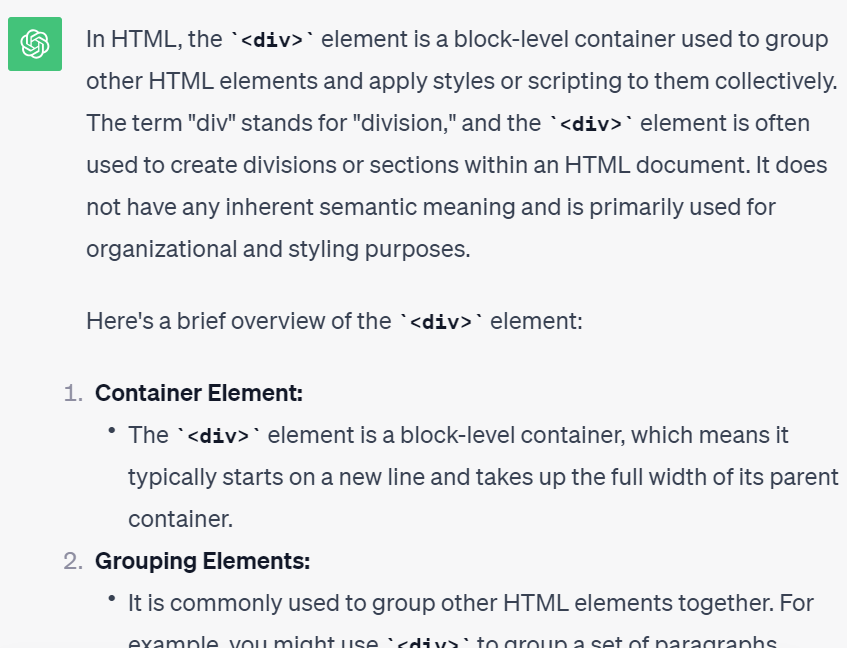 In HTML, the `<div>` element is a block-level container used to group
other HTML elements and apply styles or scripting to them collectively.
The term "div" stands for "division," and the `<div>` element is often
used to create divisions or sections within an HTML document. It does
not have any inherent semantic meaning and is primarily used for
organizational and styling purposes.
Here's a brief overview of the `<div>` element:
1. Container Element:
• The `<div>` element is a block-level container, which means it
typically starts on a new line and takes up the full width of its parent
container.
2. Grouping Elements:
• It is commonly used to group other HTML elements together. For
example, you might use `<div>` to group a set of paragraphs,